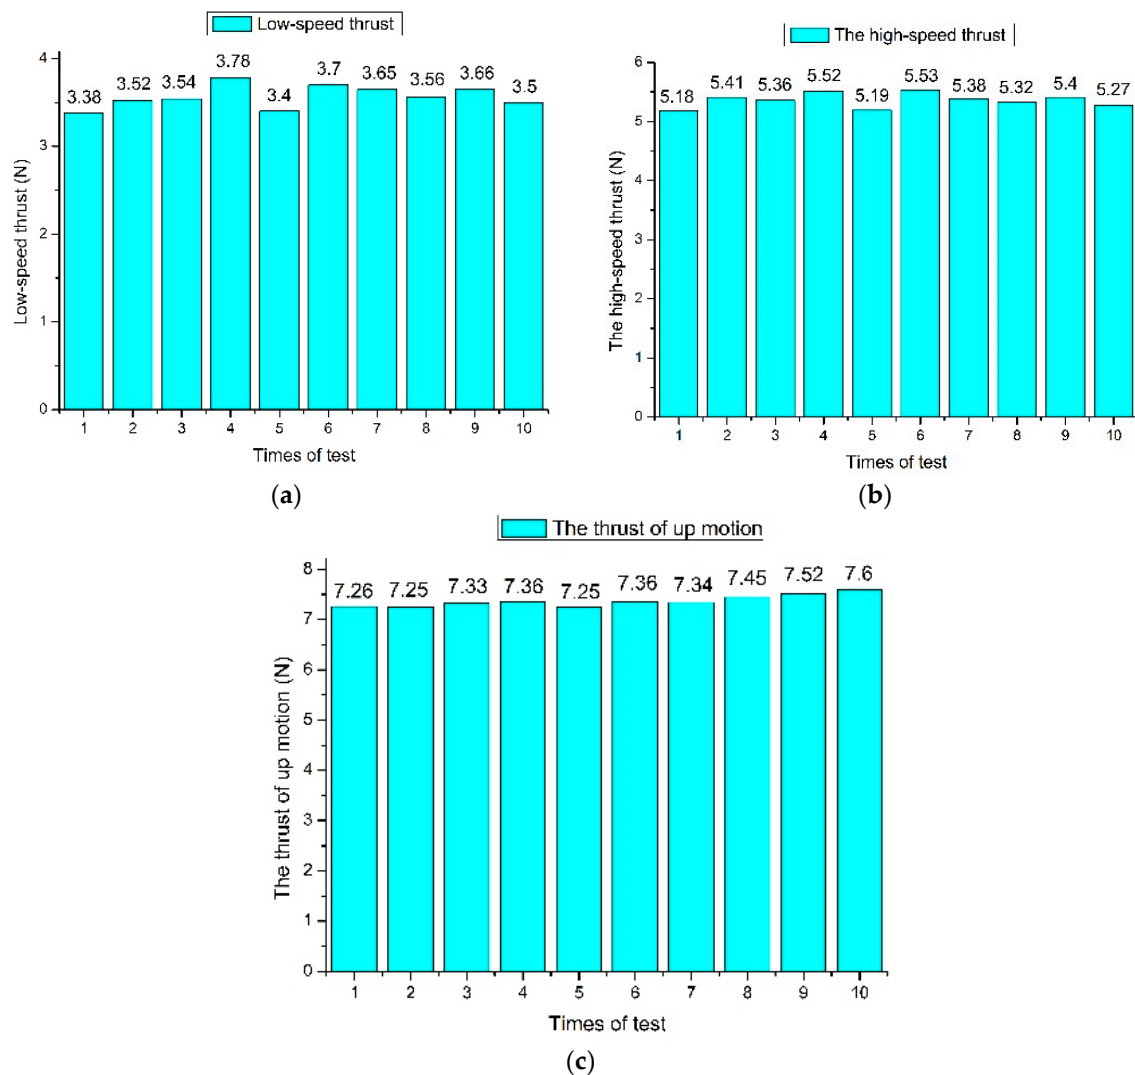 Low-speed thrust
4
3
2
1
0
Low-speed thrust (N)
3.38 3.52 3.54 3.78 3.4 3.7 3.65 3.56 3.66 3.5
1 2 3 4 5 6 7 8 9 10
Times of test
(a)
The high-speed thrust
6
5
4
3
2
1
0
The high-speed thrust (N)
5.18 5.41 5.36 5.52 5.19 5.53 5.38 5.32 5.4 5.27
1 2 3 4 5 6 7 8 9 10
Times of test
(b)
The thrust of up motion
8
7
6
5
4
3
2
1
0
The thrust of up motion (N)
7.26 7.25 7.33 7.36 7.25 7.36 7.34 7.45 7.52 7.6
1 2 3 4 5 6 7 8 9 10
Times of test
(c)